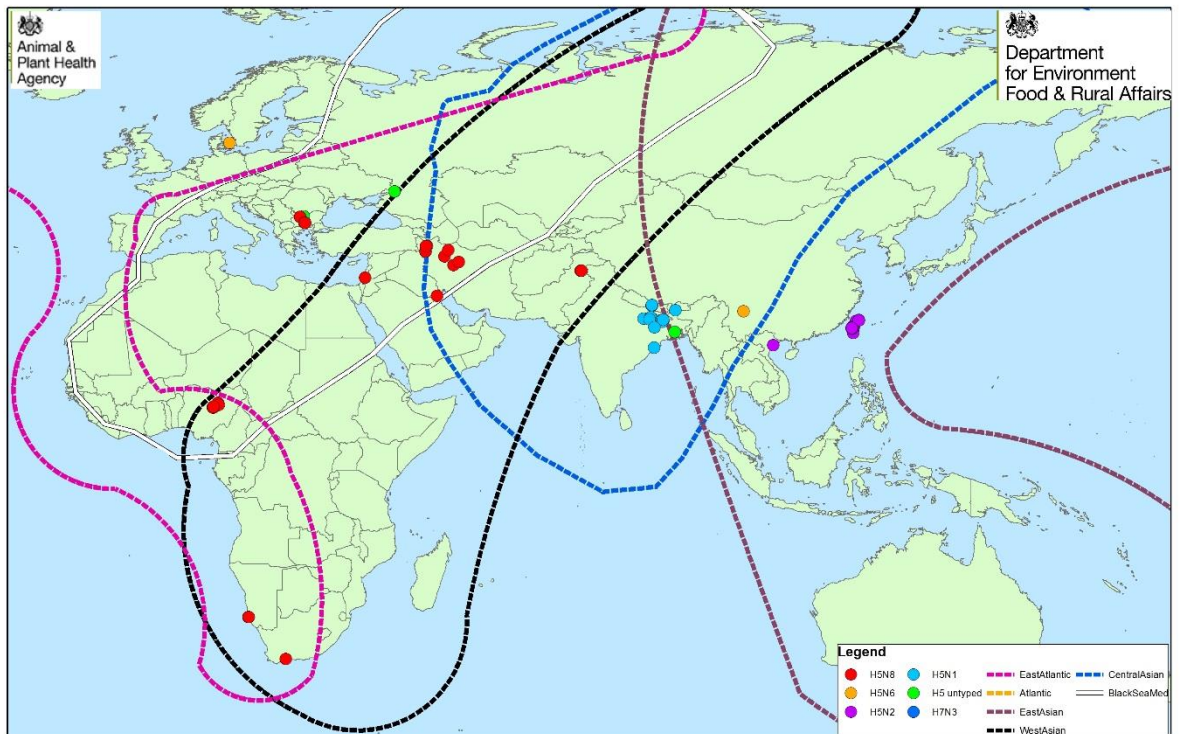 Animal &
Plant Health
Agency
Department
for Environment
Food & Rural Affairs
Legend
H5N8
H5N1
EastAtlantic
CentralAsian
H5N6
H5 untyped
Atlantic
BlackSeaMed
H5N2
H7N3
EastAsian
WestAsian